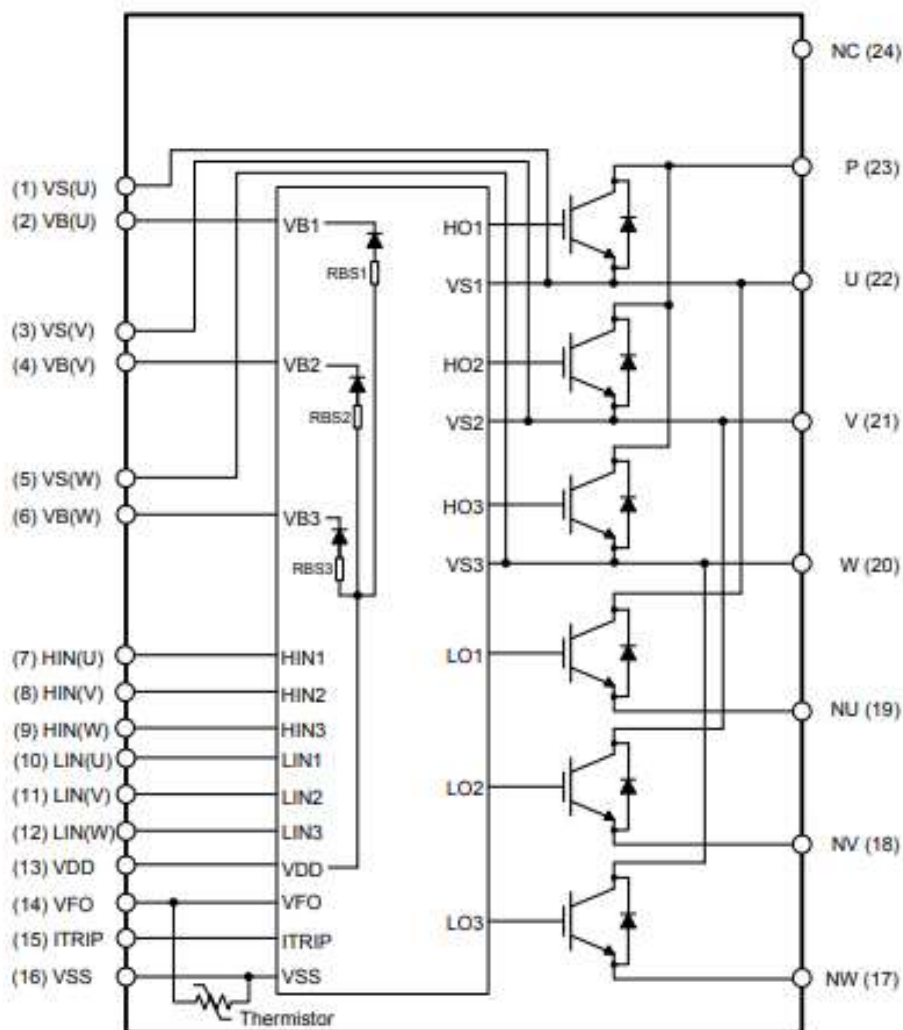 NC (24)
P (23)
(1) VS(U)
(2) VB(U)
VB1
HO1
RBS1
VS1
U (22)
(3) VS(V)
(4) VB(V)
VB2
HO2
RBS2
VS2
V (21)
(5) VS(W)
(6) VB(W)
VB3
HO3
RBS3
VS3
W (20)
(7) HIN(U)
HIN1
LO1
(8) HIN(V)
HIN2
(9) HIN(W)
HIN3
NU (19)
(10) LIN(U)
LIN1
(11) LIN(V)
LIN2
LO2
(12) LIN(W)
LIN3
NV (18)
(13) VDD
VDD
(14) VFO
VFO
LO3
(15) ITRIP
ITRIP
(16) VSS
VSS
NW (17)
Thermistor